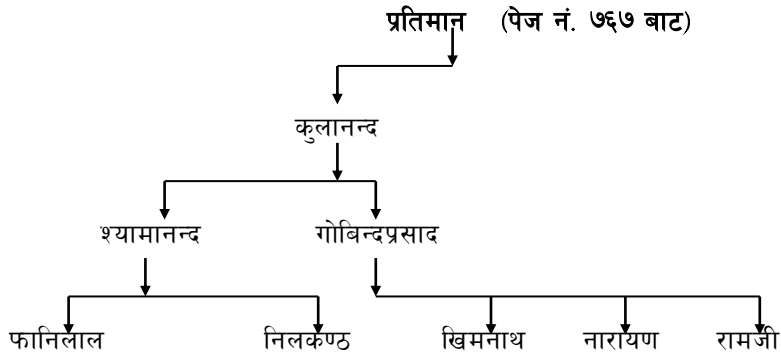 प्रतिमान (पेज नं. ७६७ बाट)
कुलानन्द
श्यामानन्द गोबिन्दप्रसाद
फानिलाल निलकण्ठ खिमनाथ नारायण रामजी